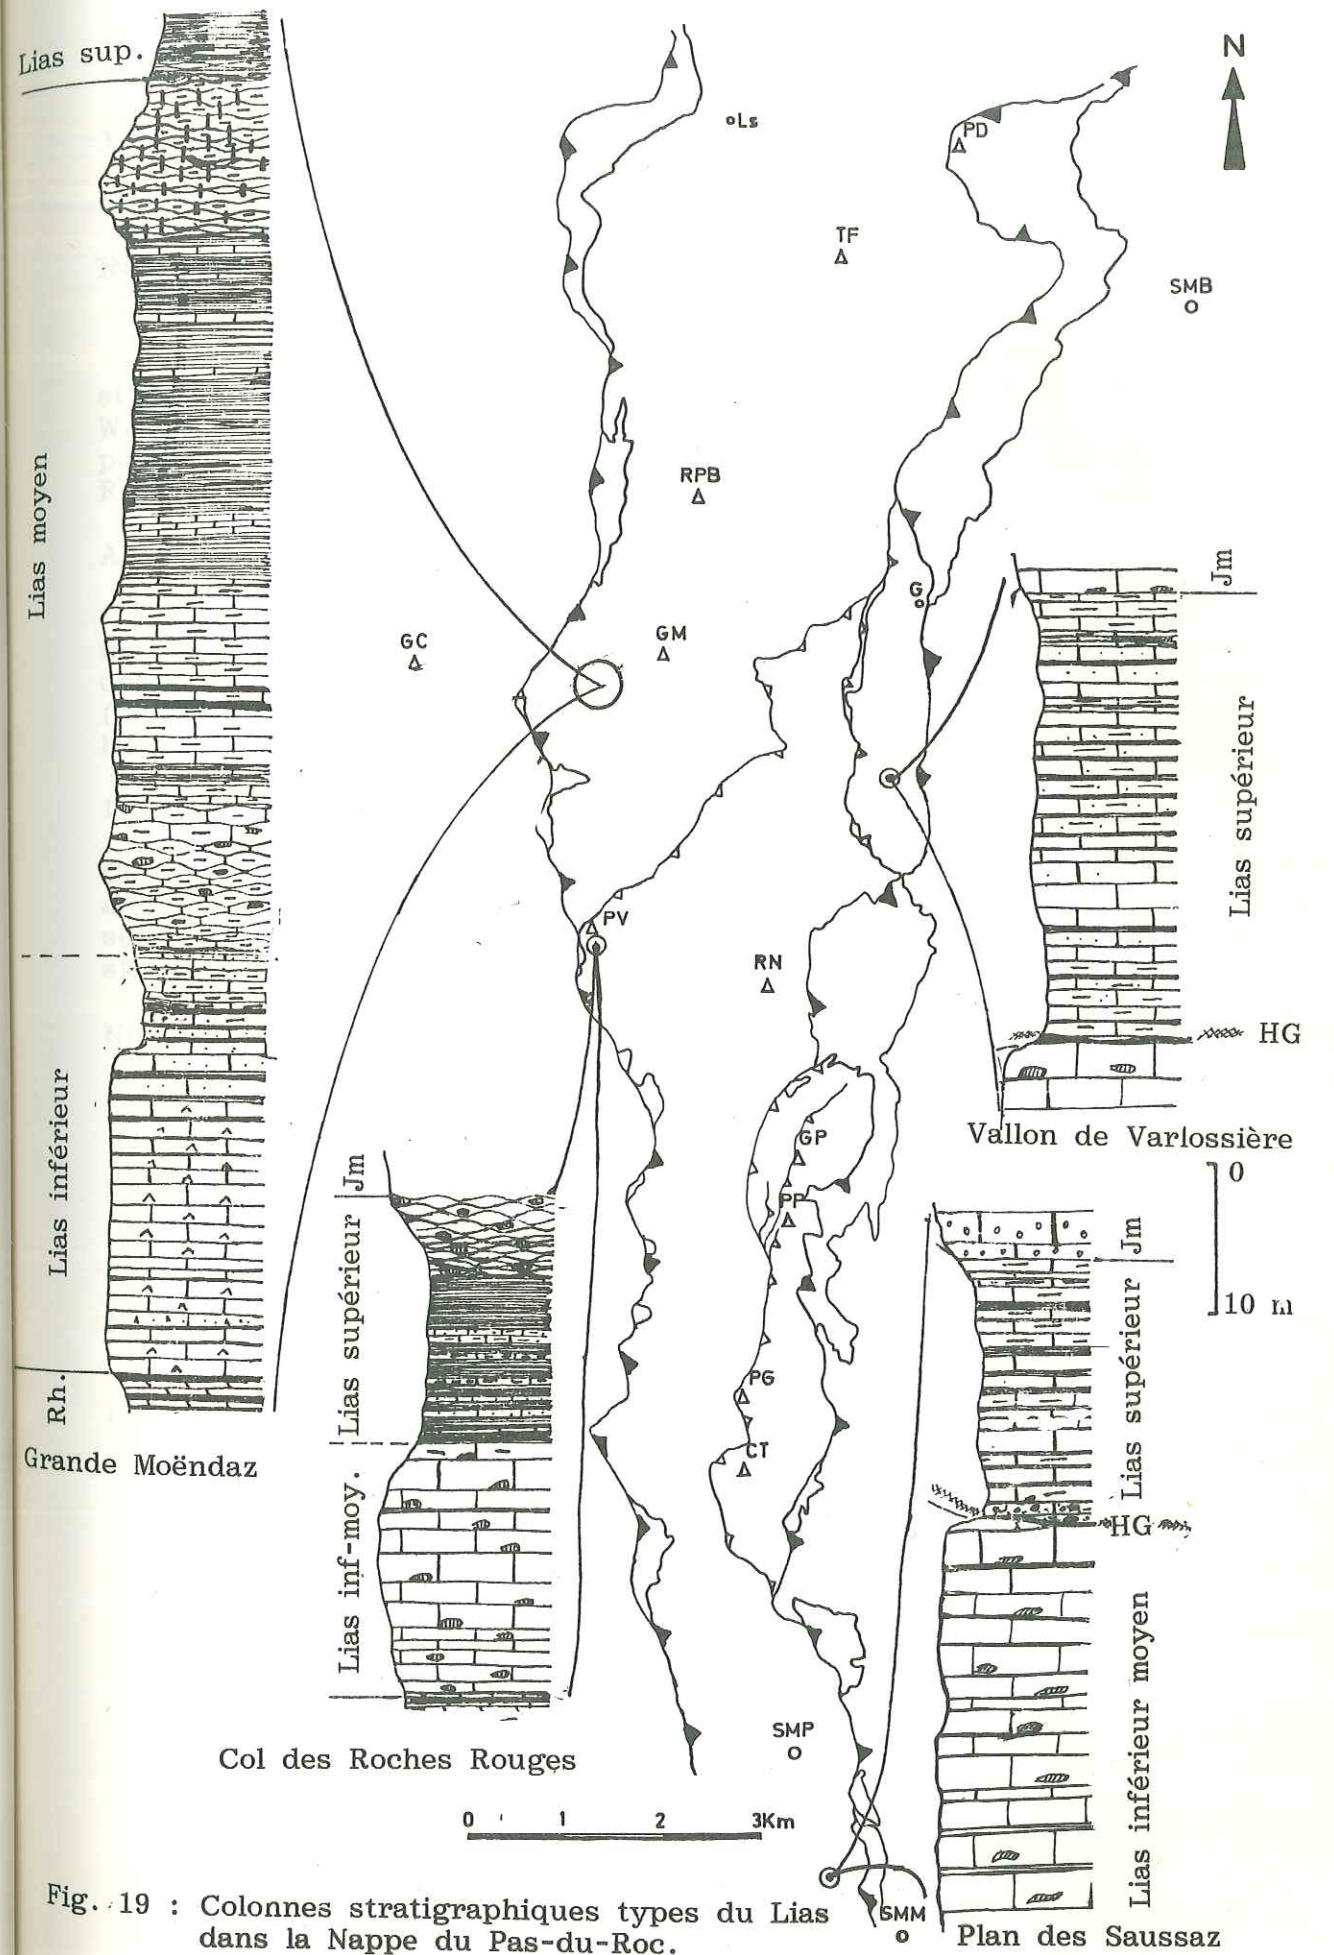 Lias sup.
Lias moyen
Lias inférieur
Rh.
Grande Moëndaz
N
Ls
PD
TF
SMB
RPB
GC
GM
G
PV
RN
GP
PP
PG
CT
SMP
SMM
Jm
Lias supérieur
HG
Vallon de Varlossière
0
10 m
Jm
Lias supérieur
Lias inf-moy.
Col des Roches Rouges
Jm
Lias supérieur
HG
Lias inférieur moyen
Plan des Saussaz
0 1 2 3Km
Fig. 19 : Colonnes stratigraphiques types du Lias
dans la Nappe du Pas-du-Roc.